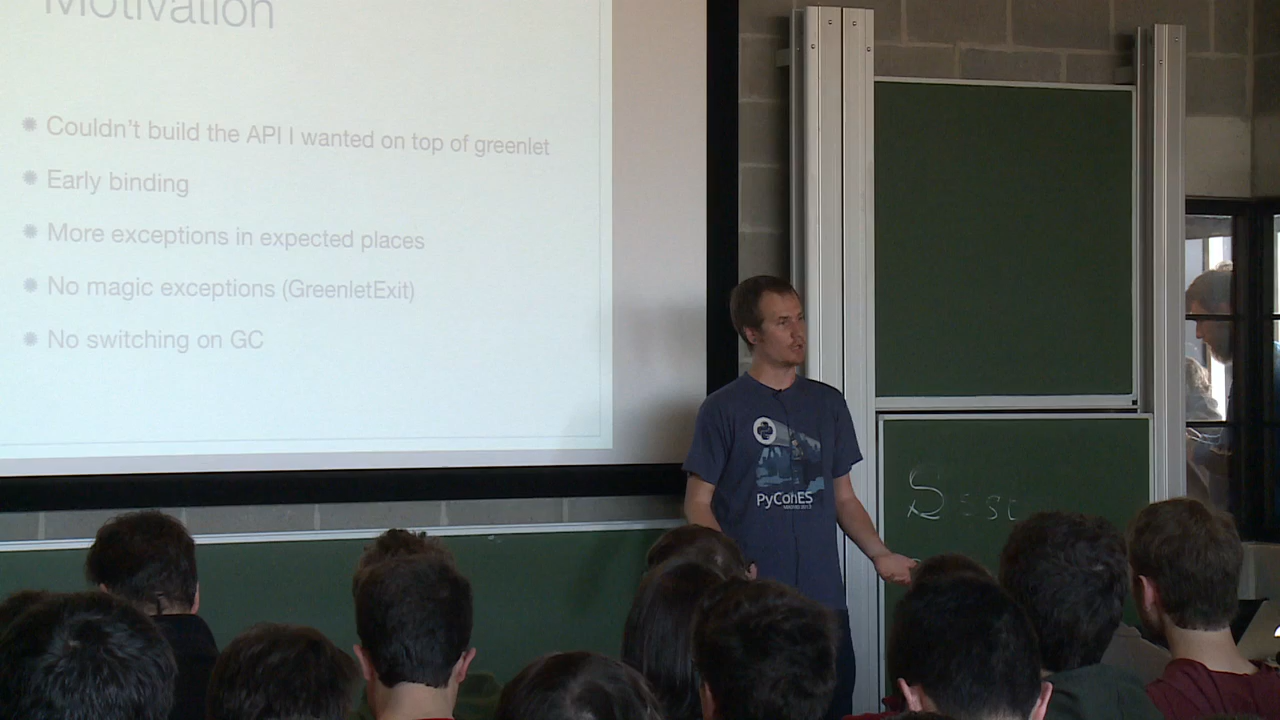 Motivation
Couldn't build the API I wanted on top of greenlet
Early binding
More exceptions in expected places
No magic exceptions (GreenletExit)
No switching on GC
PyConES